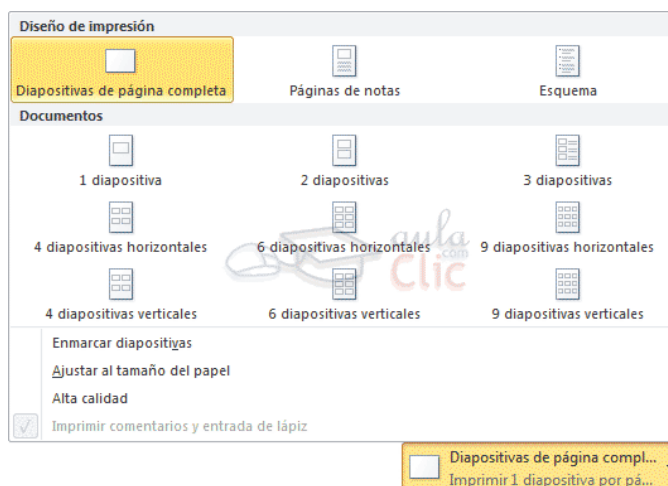 Diseño de impresión
Diapositivas de página completa
Páginas de notas
Esquema
Documentos
1 diapositiva
2 diapositivas
3 diapositivas
4 diapositivas horizontales
6 diapositivas horizontales
9 diapositivas horizontales
4 diapositivas verticales
6 diapositivas verticales
9 diapositivas verticales
aula
.com
Clic
Enmarcar diapositivas
Ajustar al tamaño del papel
Alta calidad
Imprimir comentarios y entrada de lápiz
Diapositivas de página compl...
Imprimir 1 diapositiva por pá...